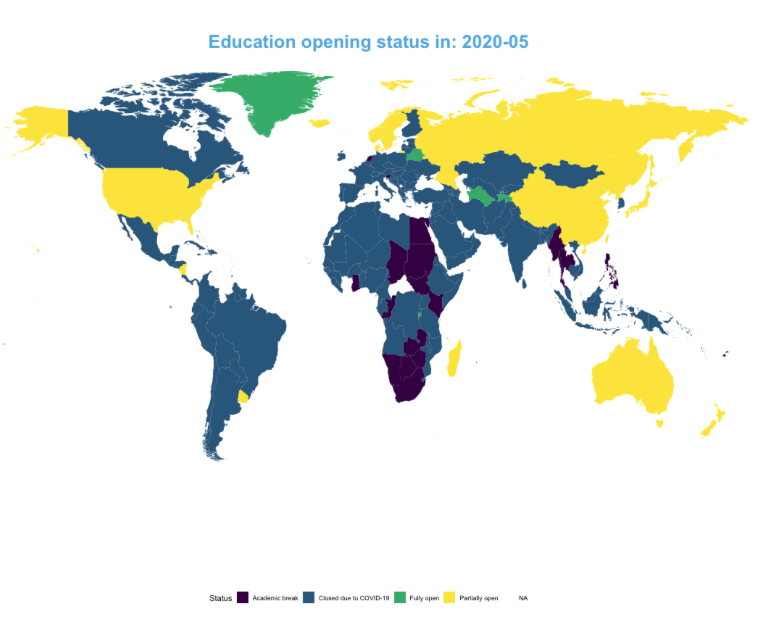 Education opening status in: 2020-05
Status Academic break Closed due to COVID-19 Fully open Partially open NA